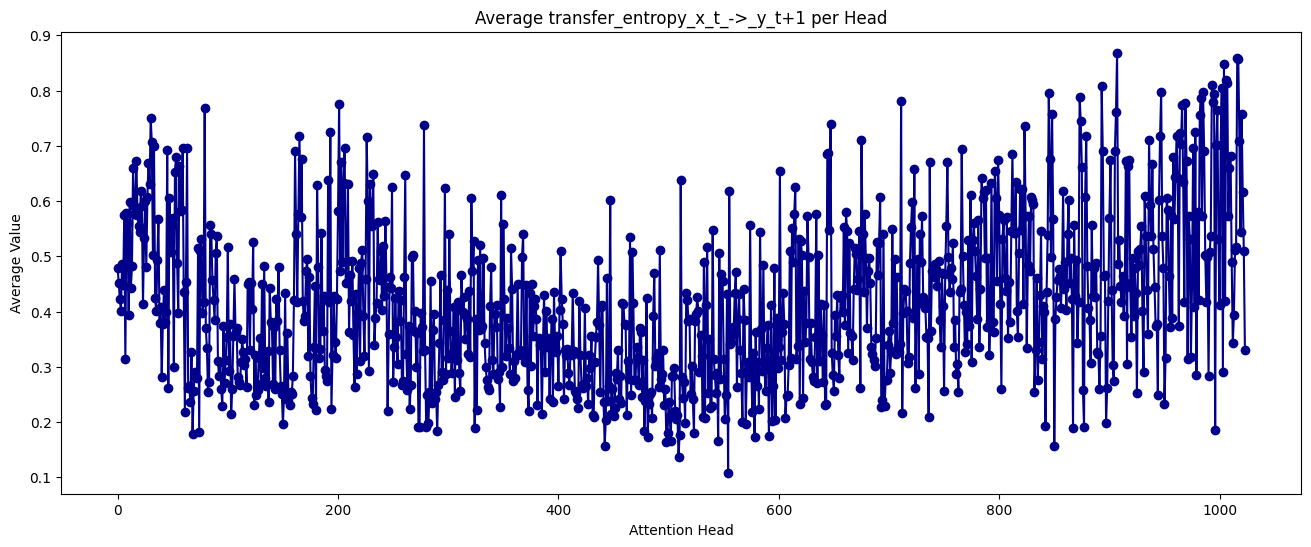 Average transfer_entropy_x_t_->_y_t+1 per Head
Average Value
0.9
0.8
0.7
0.6
0.5
0.4
0.3
0.2
0.1
0 200 400 600 800 1000
Attention Head